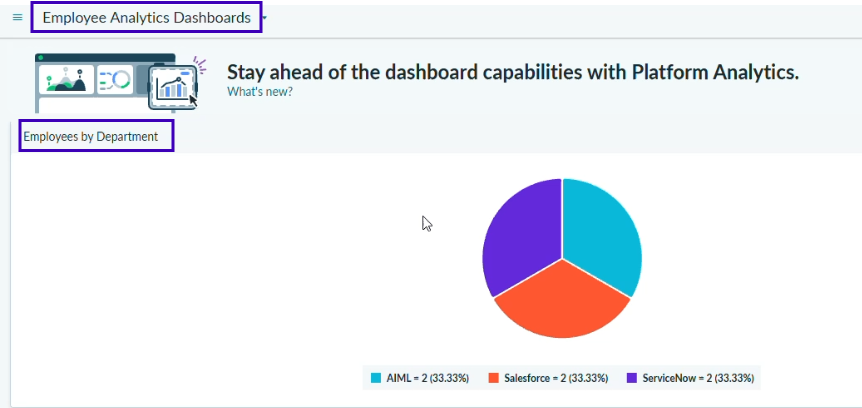 Employee Analytics Dashboards
Stay ahead of the dashboard capabilities with Platform Analytics.
What's new?
Employees by Department
AIML = 2 (33.33%) Salesforce = 2 (33.33%) ServiceNow = 2 (33.33%)